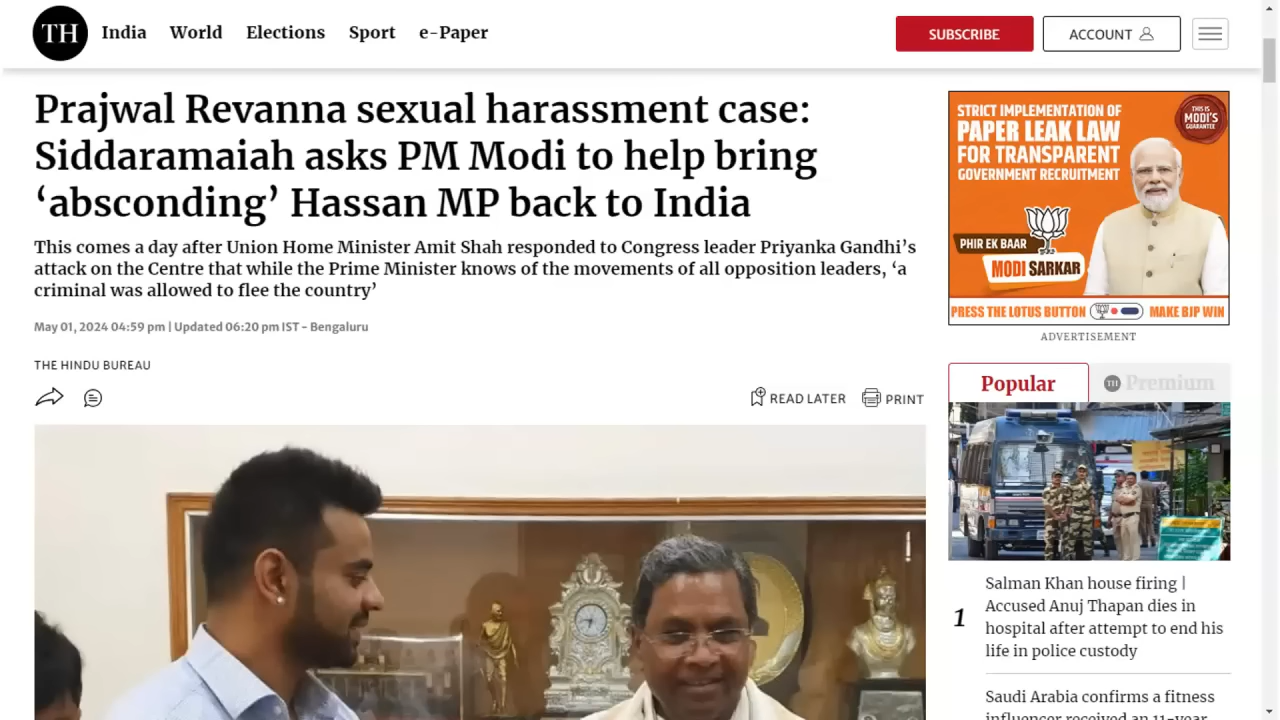 TH
India
World
Elections
Sport
e-Paper
SUBSCRIBE
ACCOUNT
Prajwal Revanna sexual harassment case:
Siddaramaiah asks PM Modi to help bring
‘absconding’ Hassan MP back to India
This comes a day after Union Home Minister Amit Shah responded to Congress leader Priyanka Gandhi’s
attack on the Centre that while the Prime Minister knows of the movements of all opposition leaders, ‘a
criminal was allowed to flee the country’
May 01, 2024 04:59 pm | Updated 06:20 pm IST - Bengaluru
THE HINDU BUREAU
READ LATER
PRINT
STRICT IMPLEMENTATION OF
PAPER LEAK LAW
FOR TRANSPARENT
GOVERNMENT RECRUITMENT
THIS IS
MODI'S
GUARANTEE
PHIR EK BAAR
MODI SARKAR
PRESS THE LOTUS BUTTON
MAKE BJP WIN
ADVERTISEMENT
Popular
TH Premium
1
Salman Khan house firing |
Accused Anuj Thapan dies in
hospital after attempt to end his
life in police custody
Saudi Arabia confirms a fitness
influencer received an 11-year